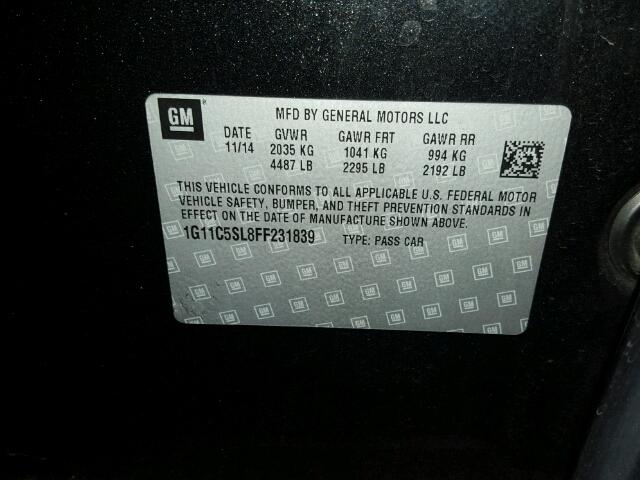 GM
MFD BY GENERAL MOTORS LLC
DATE GVWR GAWR FRT GAWR RR
11/14 2035 KG 1041 KG 994 KG
4487 LB 2295 LB 2192 LB
THIS VEHICLE CONFORMS TO ALL APPLICABLE U.S. FEDERAL MOTOR
VEHICLE SAFETY, BUMPER, AND THEFT PREVENTION STANDARDS IN
EFFECT ON THE DATE OF MANUFACTURE SHOWN ABOVE.
1G11C5SL8FF231839 TYPE: PASS CAR